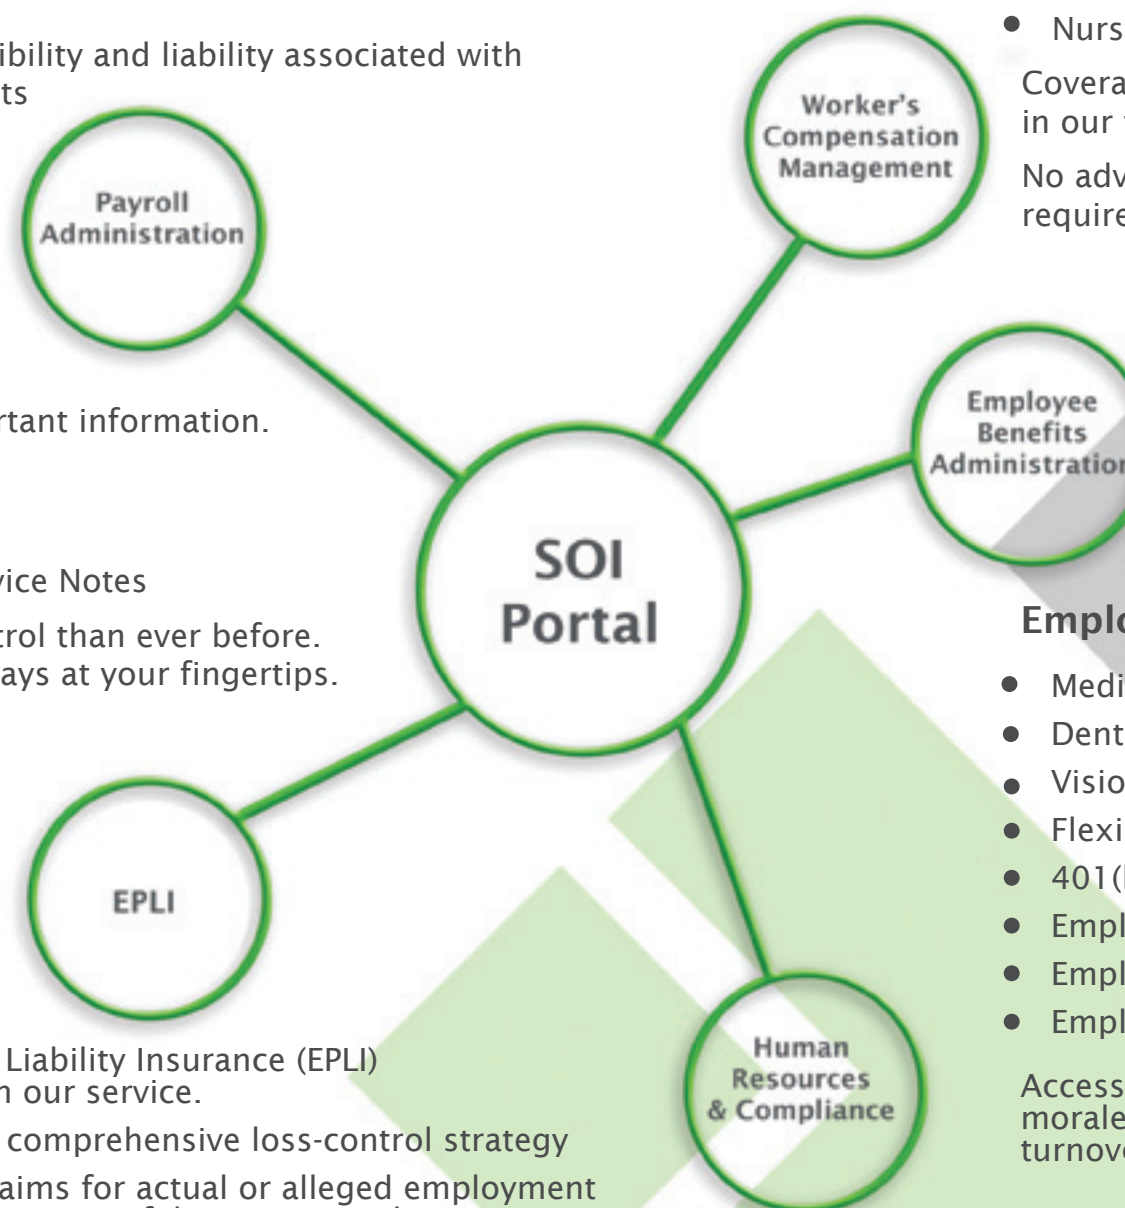 ibility and liability associated with
ts
Payroll
Administration
rtant information.
vice Notes
trol than ever before.
ays at your fingertips.
SOI
Portal
EPLI
Liability Insurance (EPLI)
our service.
comprehensive loss-control strategy
aims for actual or alleged employment
Worker's
Compensation
Management
• Nurs
Covera
in our
No adv
require
Employee
Benefits
Administration
Emplo
• Medi
• Dent
• Visio
• Flexi
• 401(
• Empl
• Empl
• Empl
Access
morale
turnove
Human
Resources
& Compliance